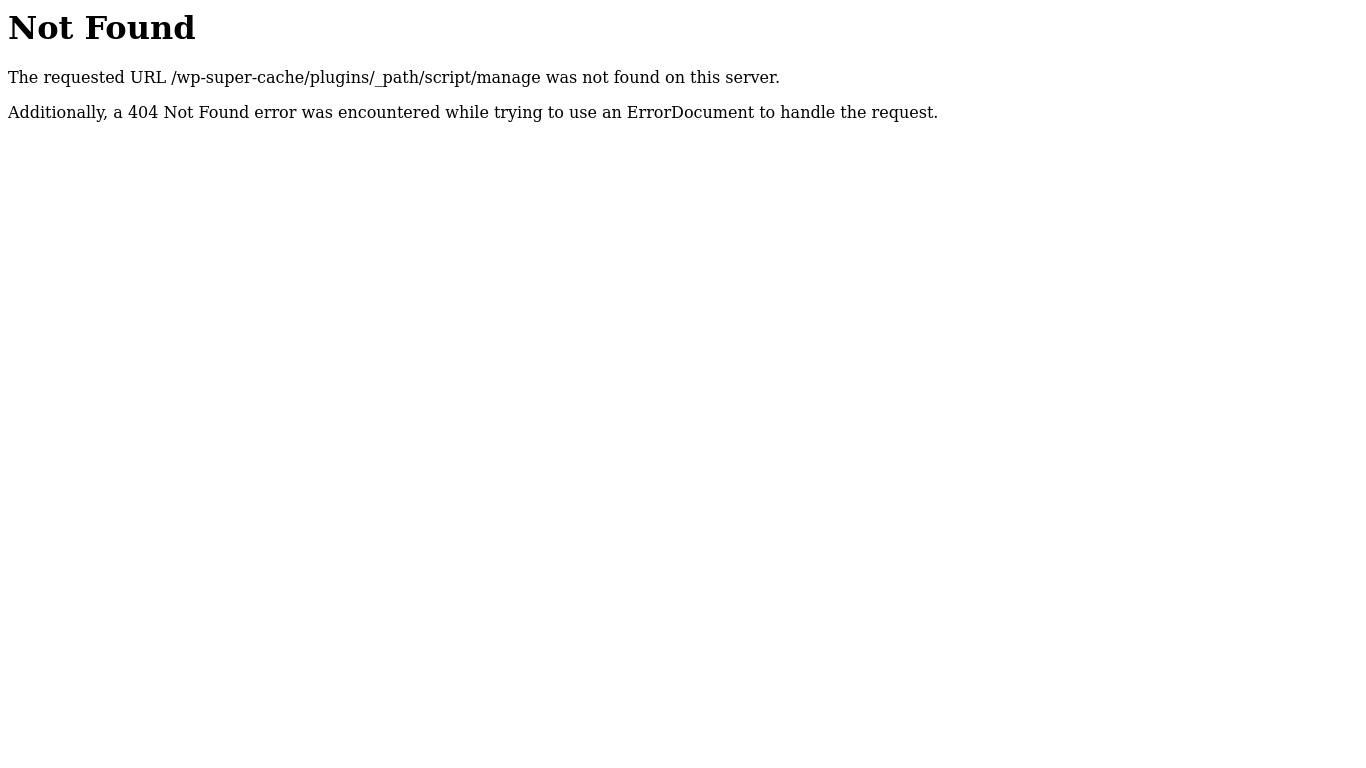 Not Found
The requested URL /wp-super-cache/plugins/_path/script/manage was not found on this server.
Additionally, a 404 Not Found error was encountered while trying to use an ErrorDocument to handle the request.